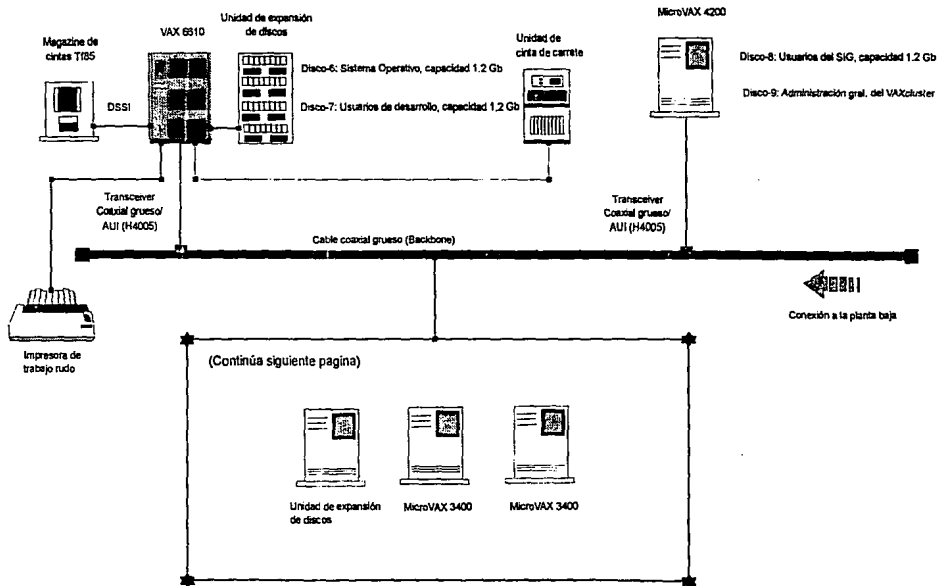 Magazine de
cintas Tf85
VAX 6610
Unidad de expansión
de discos
Disco-6: Sistema Operativo, capacidad 1.2 Gb
Disco-7: Usuarios de desarrollo, capacidad 1,2 Gb
Unidad de
cinta de carrete
MicroVAX 4200
Disco-8: Usuarios del SIG, capacidad 1.2 Gb
Disco-9: Administración gral. del VAXcluster
DSSI
Transceiver
Coaxial grueso/
AUI (H4005)
Transceiver
Coaxial grueso/
AUI (H4005)
Cable coaxial grueso (Backbone)
Conexión a la planta baja
Impresora de
trabajo rudo
(Continúa siguiente pagina)
Unidad de expansión
de discos
MicroVAX 3400
MicroVAX 3400